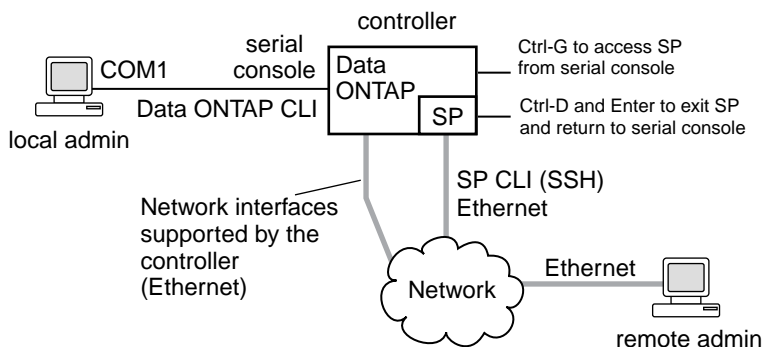 controller
serial
console
COM1
Data ONTAP CLI
local admin
Data
ONTAP
SP
Ctrl-G to access SP
from serial console
Ctrl-D and Enter to exit SP
and return to serial console
SP CLI (SSH)
Ethernet
Network interfaces
supported by the
controller
(Ethernet)
Network
Ethernet
remote admin